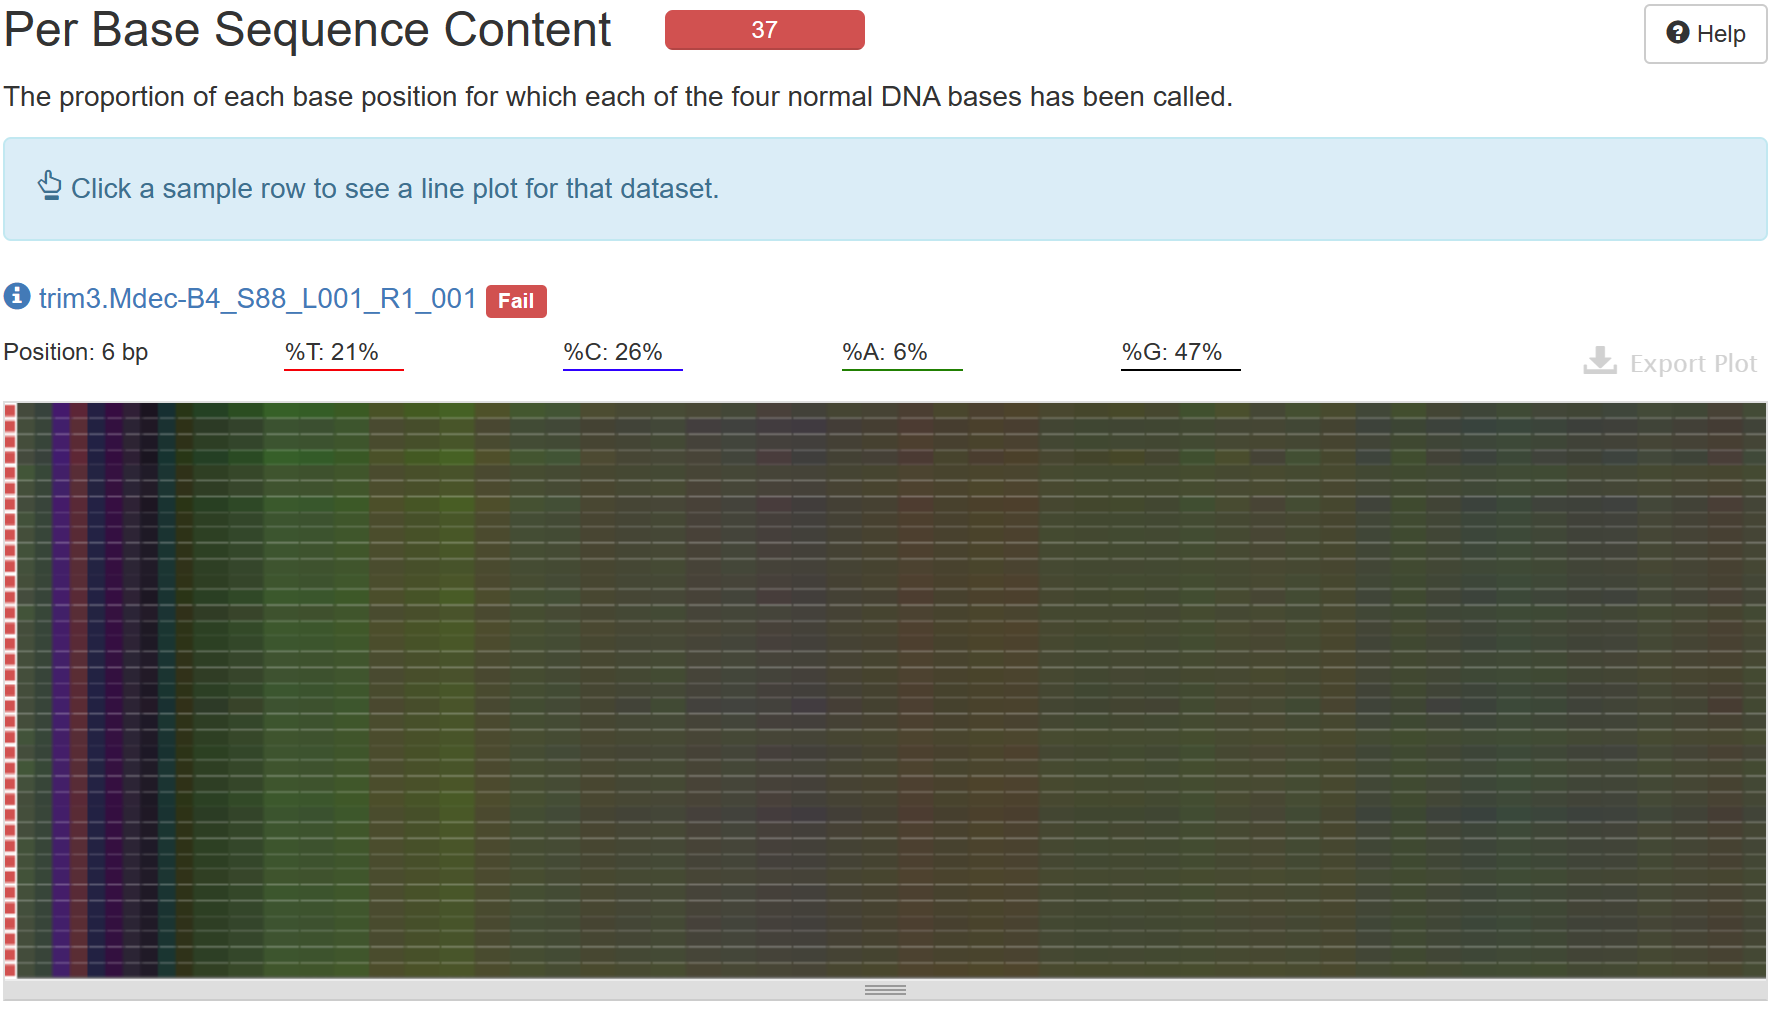 Per Base Sequence Content
37
Help
The proportion of each base position for which each of the four normal DNA bases has been called.
Click a sample row to see a line plot for that dataset.
trim3.Mdec-B4_S88_L001_R1_001 Fail
Position: 6 bp %T: 21% %C: 26% %A: 6% %G: 47%
Export Plot